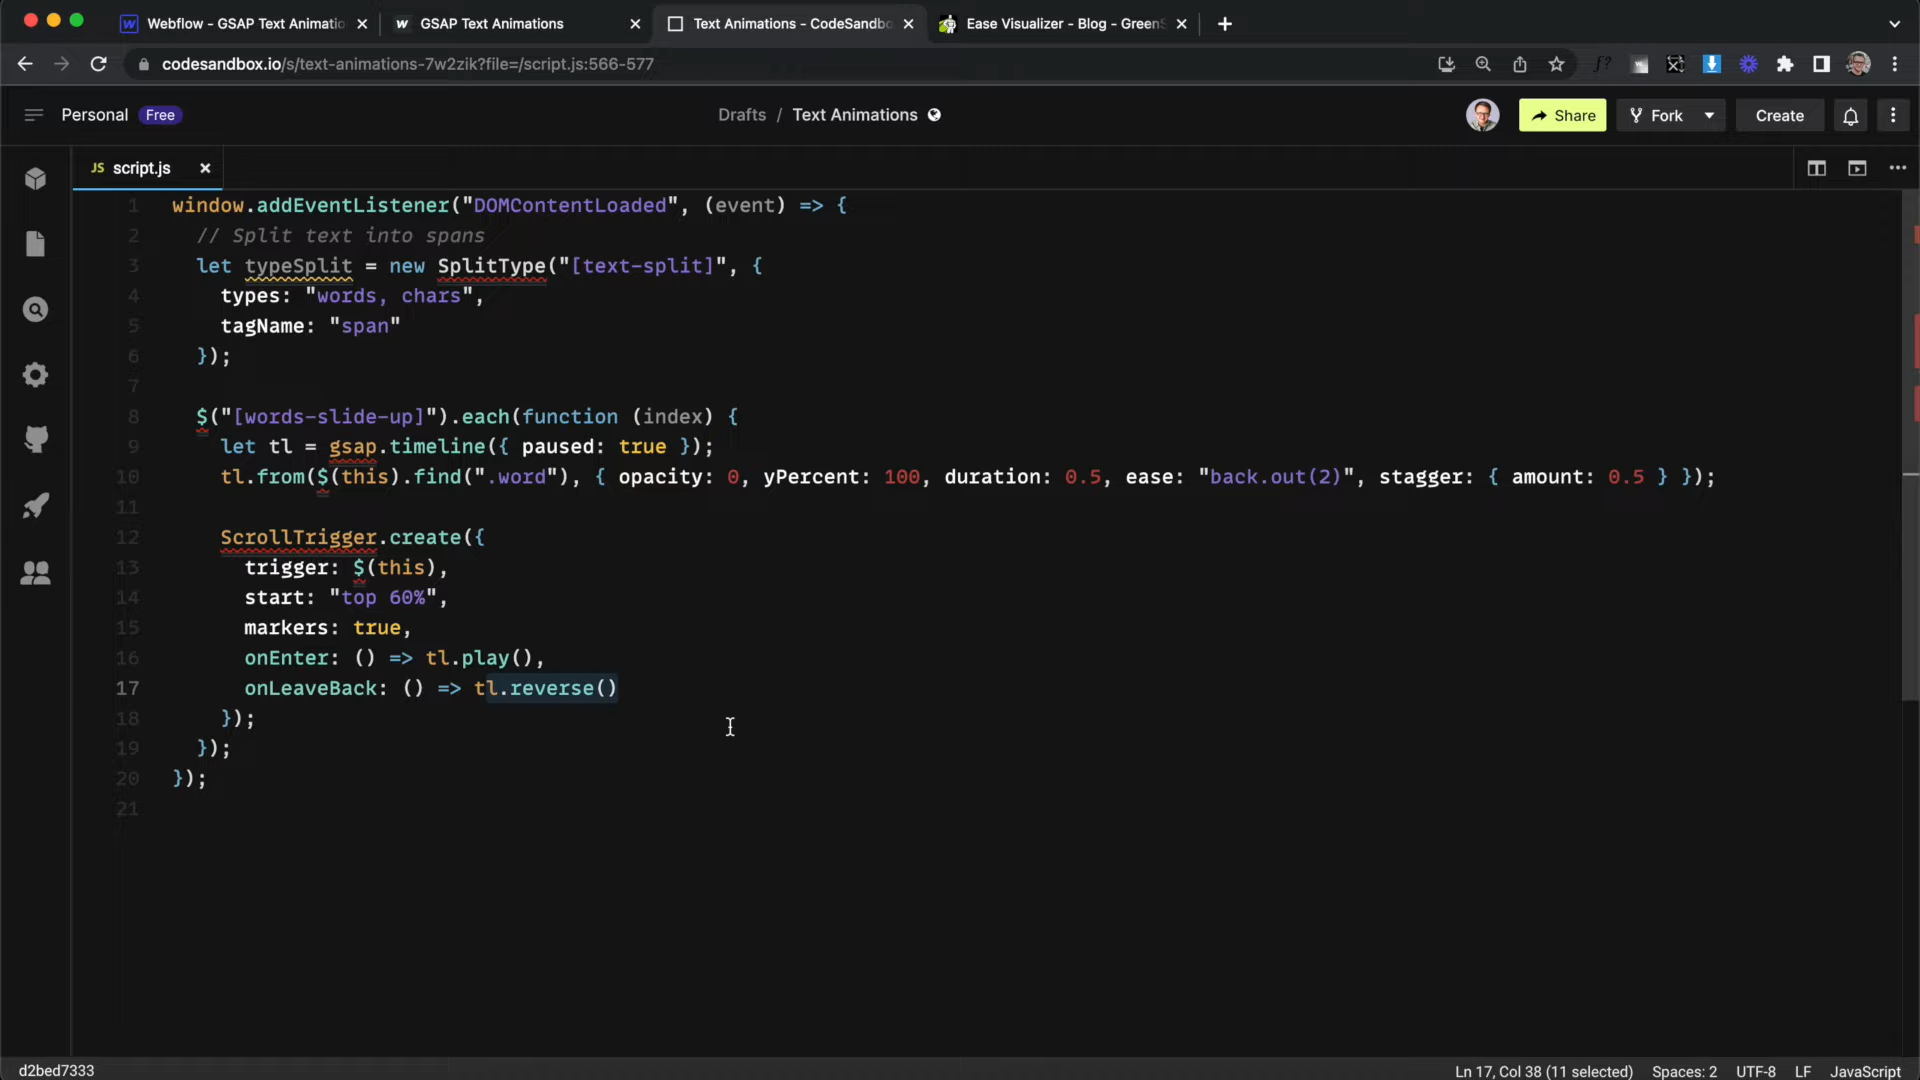 Webflow - GSAP Text Animatio
GSAP Text Animations
Text Animations - CodeSandbo
Ease Visualizer - Blog - GreenS
codesandbox.io/s/text-animations-7w2zik?file=/script.js:566-577
Personal Free
Drafts / Text Animations
Share
Fork
Create
JS script.js
1 window.addEventListener("DOMContentLoaded", (event) => {
2 // Split text into spans
3 let typeSplit = new SplitType("[text-split]", {
4 types: "words, chars",
5 tagName: "span"
6 });
7
8 $("[words-slide-up]").each(function (index) {
9 let tl = gsap.timeline({ paused: true });
10 tl.from($(this).find(".word"), { opacity: 0, yPercent: 100, duration: 0.5, ease: "back.out(2)", stagger: { amount: 0.5 } });
11
12 ScrollTrigger.create({
13 trigger: $(this),
14 start: "top 60%",
15 markers: true,
16 onEnter: () => tl.play(),
17 onLeaveBack: () => tl.reverse()
18 });
19 });
20 });
21
d2bed7333
Ln 17, Col 38 (11 selected) Spaces: 2 UTF-8 LF JavaScript